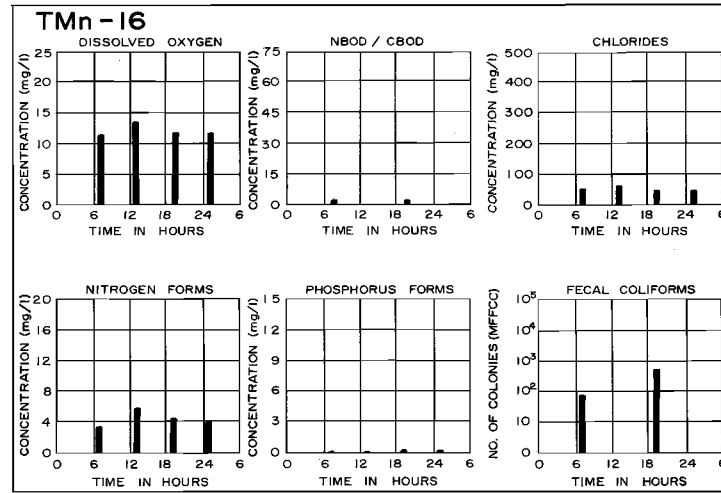 TMn-16
DISSOLVED OXYGEN
CONCENTRATION (mg/l)
25
20
15
10
5
0
0 6 12 18 24 6
TIME IN HOURS
NBOD / CBOD
CONCENTRATION (mg/l)
75
60
45
30
15
0
0 6 12 18 24 6
TIME IN HOURS
CHLORIDES
CONCENTRATION (mg/l)
500
400
300
200
100
0
0 6 12 18 24 6
TIME IN HOURS
NITROGEN FORMS
CONCENTRATION (mg/l)
20
16
12
8
4
0
0 6 12 18 24 6
TIME IN HOURS
PHOSPHORUS FORMS
CONCENTRATION (mg/l)
15
12
9
6
3
0
0 6 12 18 24 6
TIME IN HOURS
FECAL COLIFORMS
NO. OF COLONIES (MFFCC)
10⁵
10⁴
10³
10²
10
0
0 6 12 18 24 6
TIME IN HOURS